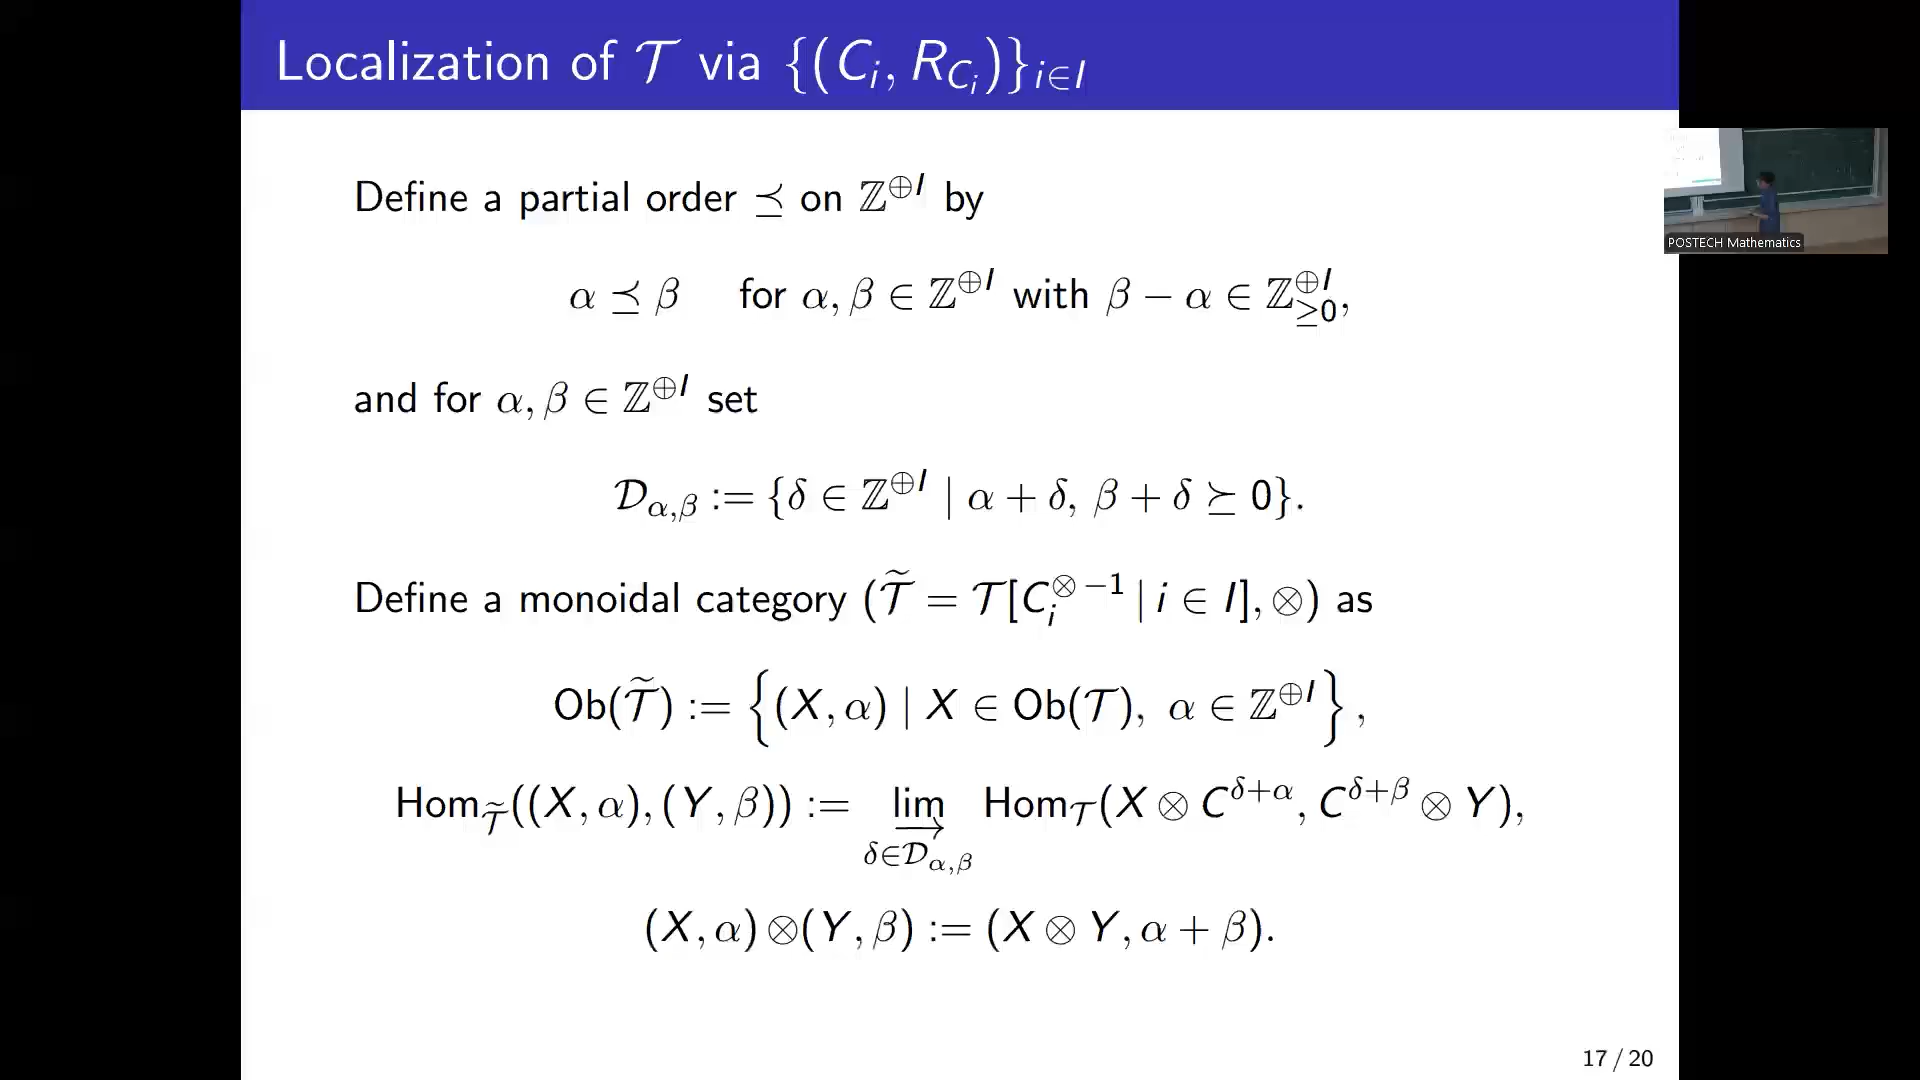 Localization of 𝒯 via {(C_i, R_{C_i})}_{i∈I}
Define a partial order ⪯ on ℤ^{⊕I} by
α ⪯ β for α, β ∈ ℤ^{⊕I} with β − α ∈ ℤ^{⊕I}_{≥0},
and for α, β ∈ ℤ^{⊕I} set
𝒟_{α,β} := {δ ∈ ℤ^{⊕I} | α + δ, β + δ ⪰ 0}.
Define a monoidal category (𝒯̃ = 𝒯[C_i^{⊗ −1} | i ∈ I], ⊗) as
Ob(𝒯̃) := {(X, α) | X ∈ Ob(𝒯), α ∈ ℤ^{⊕I}},
Hom_{𝒯̃}((X, α), (Y, β)) := lim_{→ δ∈𝒟_{α,β}} Hom_𝒯(X ⊗ C^{δ+α}, C^{δ+β} ⊗ Y),
(X, α) ⊗ (Y, β) := (X ⊗ Y, α + β).
17 / 20
POSTECH Mathematics